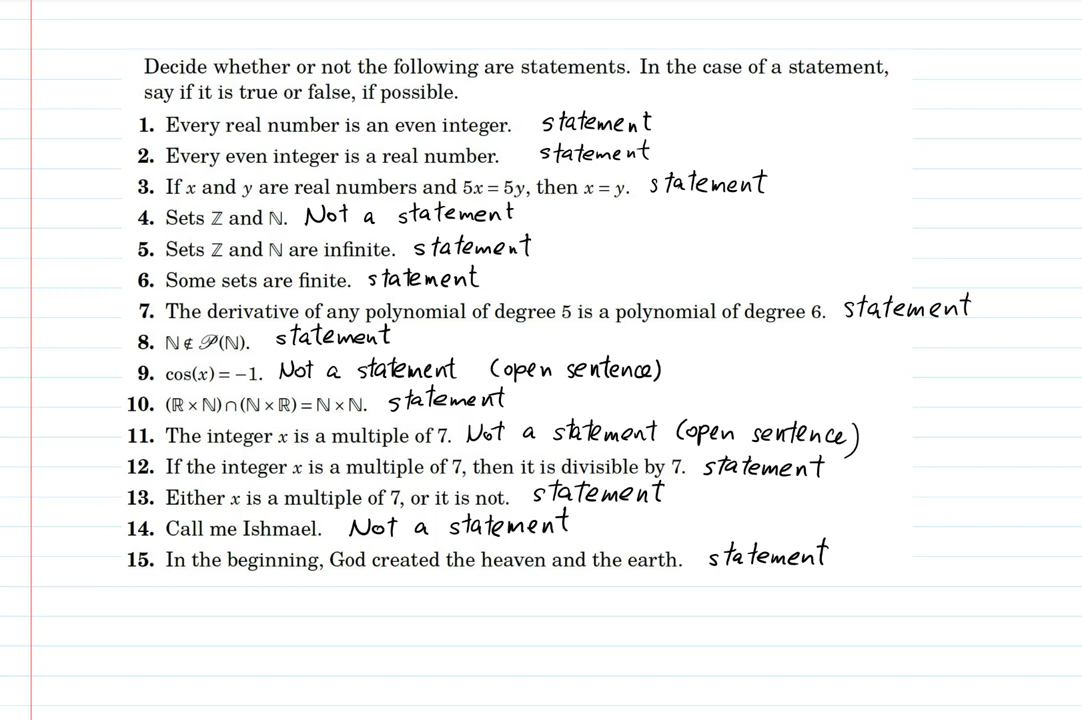 Decide whether or not the following are statements. In the case of a statement,
say if it is true or false, if possible.
1. Every real number is an even integer. statement
2. Every even integer is a real number. statement
3. If x and y are real numbers and 5x = 5y, then x = y. statement
4. Sets ℤ and ℕ. Not a statement
5. Sets ℤ and ℕ are infinite. statement
6. Some sets are finite. statement
7. The derivative of any polynomial of degree 5 is a polynomial of degree 6. statement
8. ℕ ∉ 𝒫(ℕ). statement
9. cos(x) = −1. Not a statement (open sentence)
10. (ℝ × ℕ) ∩ (ℕ × ℝ) = ℕ × ℕ. statement
11. The integer x is a multiple of 7. Not a statement (open sentence)
12. If the integer x is a multiple of 7, then it is divisible by 7. statement
13. Either x is a multiple of 7, or it is not. statement
14. Call me Ishmael. Not a statement
15. In the beginning, God created the heaven and the earth. statement